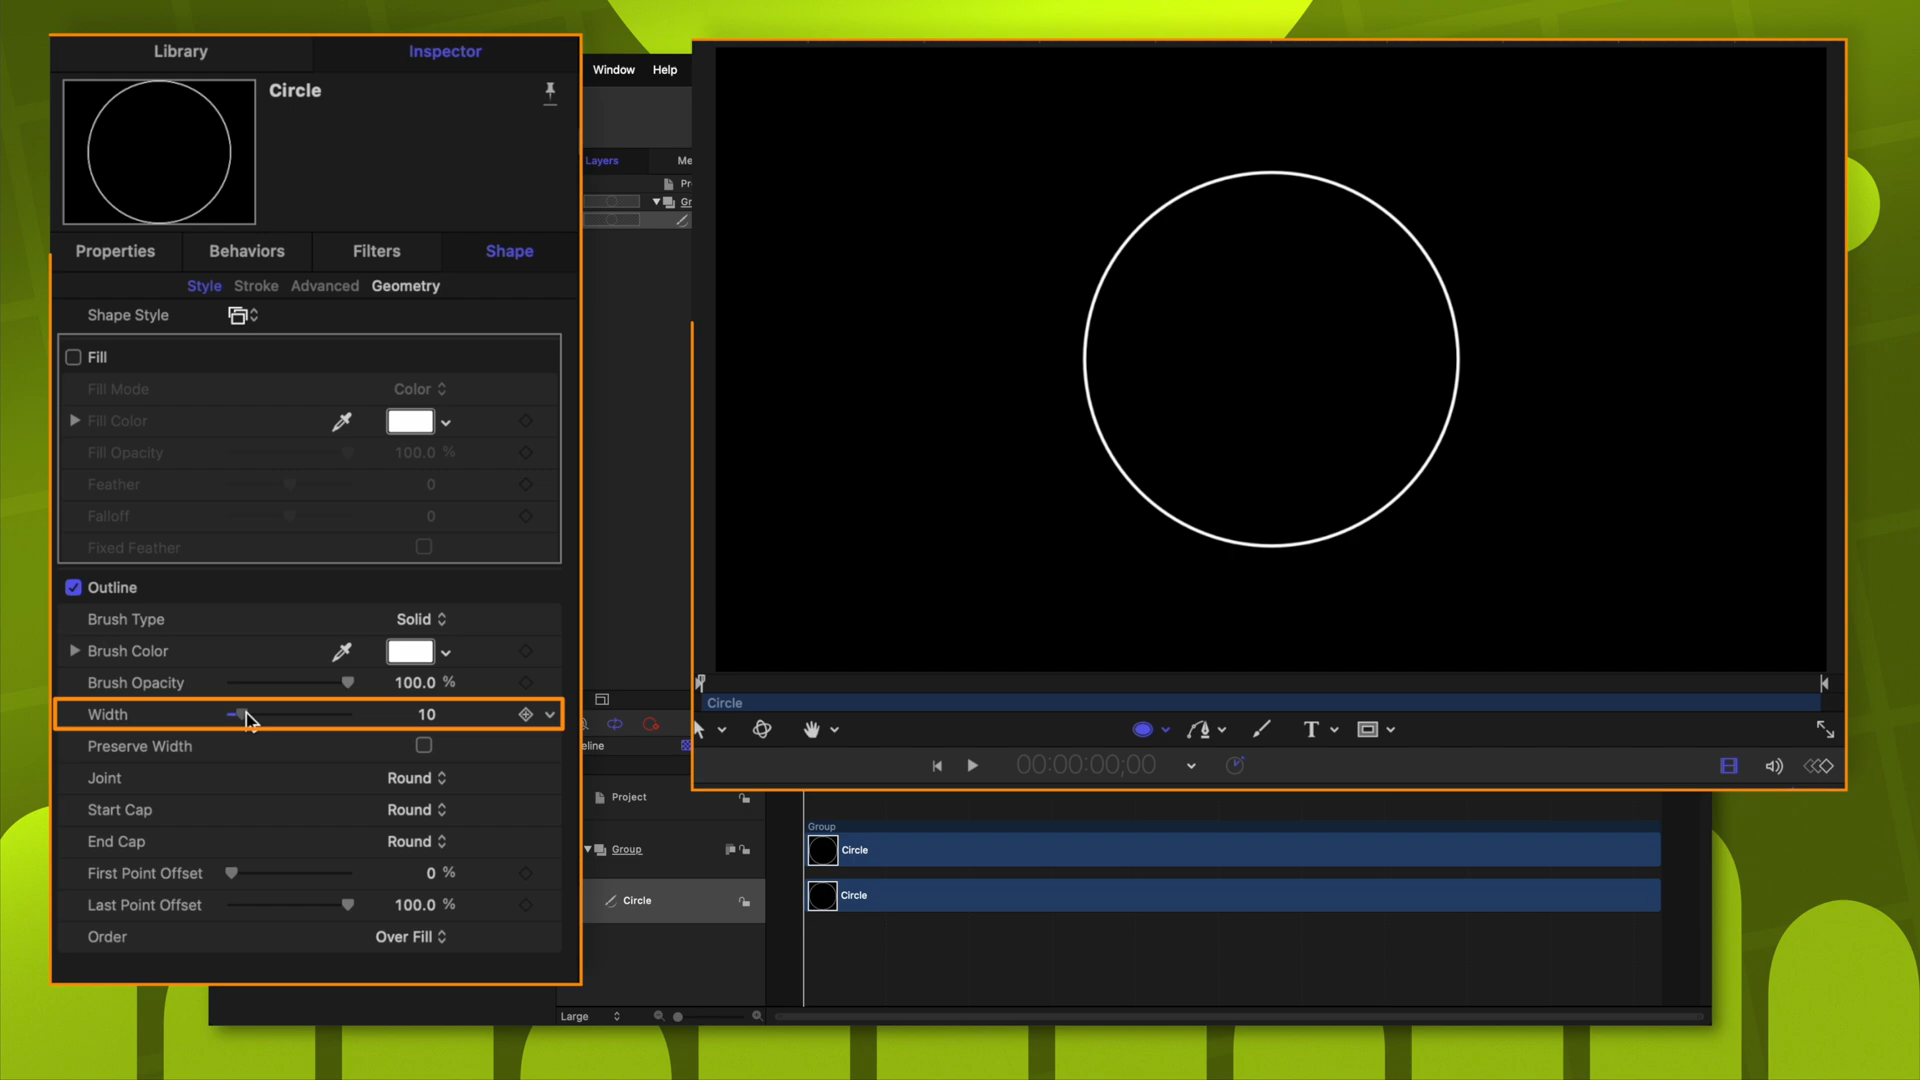 Library
Inspector
Circle
Properties
Behaviors
Filters
Shape
Style
Stroke
Advanced
Geometry
Shape Style
Fill
Fill Mode
Color
Fill Color
Fill Opacity
100.0 %
Feather
0
Falloff
0
Fixed Feather
Outline
Brush Type
Solid
Brush Color
Brush Opacity
100.0 %
Width
10
Preserve Width
Joint
Round
Start Cap
Round
End Cap
Round
First Point Offset
0 %
Last Point Offset
100.0 %
Order
Over Fill
Window
Help
Layers
Me
Pr
Gr
Circle
T
00:00:00;00
eline
Project
Group
Circle
Group
Circle
Circle
Large